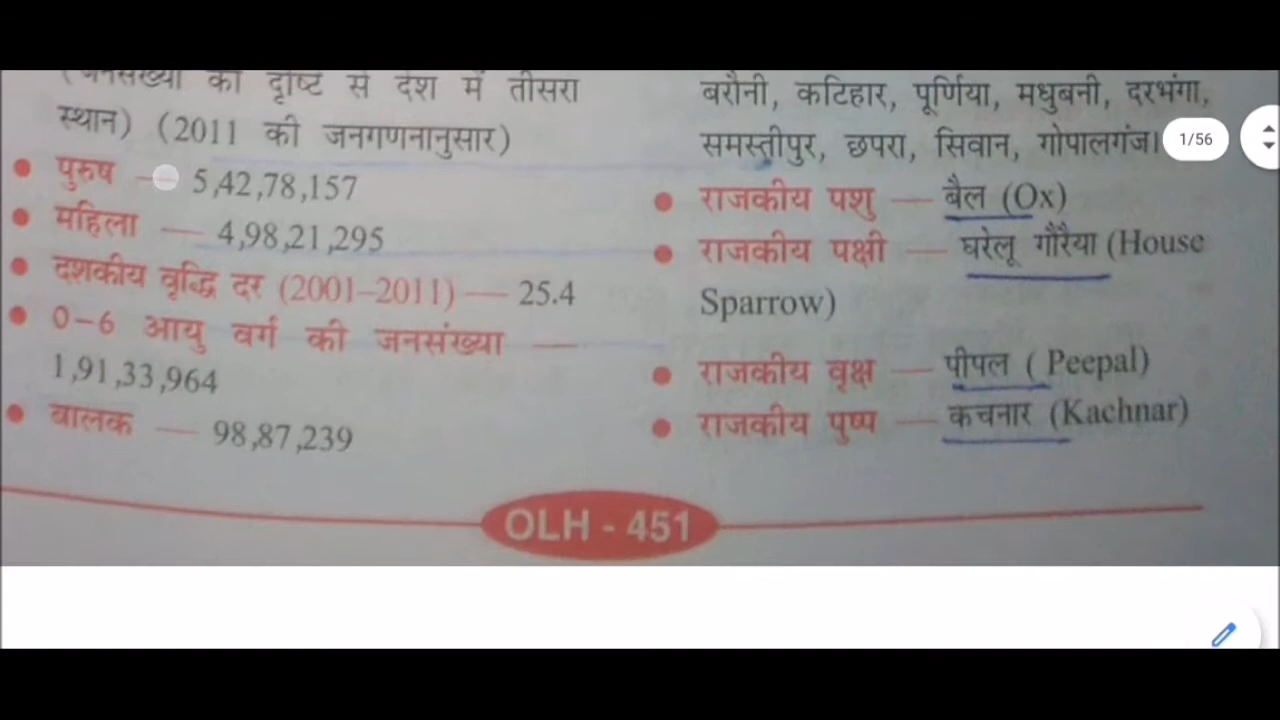 (जनसंख्या की दृष्टि से देश में तीसरा
स्थान) (2011 की जनगणनानुसार)
● पुरुष — 5,42,78,157
● महिला — 4,98,21,295
● दशकीय वृद्धि दर (2001–2011) — 25.4
● 0–6 आयु वर्ग की जनसंख्या —
1,91,33,964
● बालक — 98,87,239
बरौनी, कटिहार, पूर्णिया, मधुबनी, दरभंगा,
समस्तीपुर, छपरा, सिवान, गोपालगंज।
● राजकीय पशु — बैल (Ox)
● राजकीय पक्षी — घरेलू गौरैया (House
Sparrow)
● राजकीय वृक्ष — पीपल ( Peepal)
● राजकीय पुष्प — कचनार (Kachnar)
OLH - 451
1/56